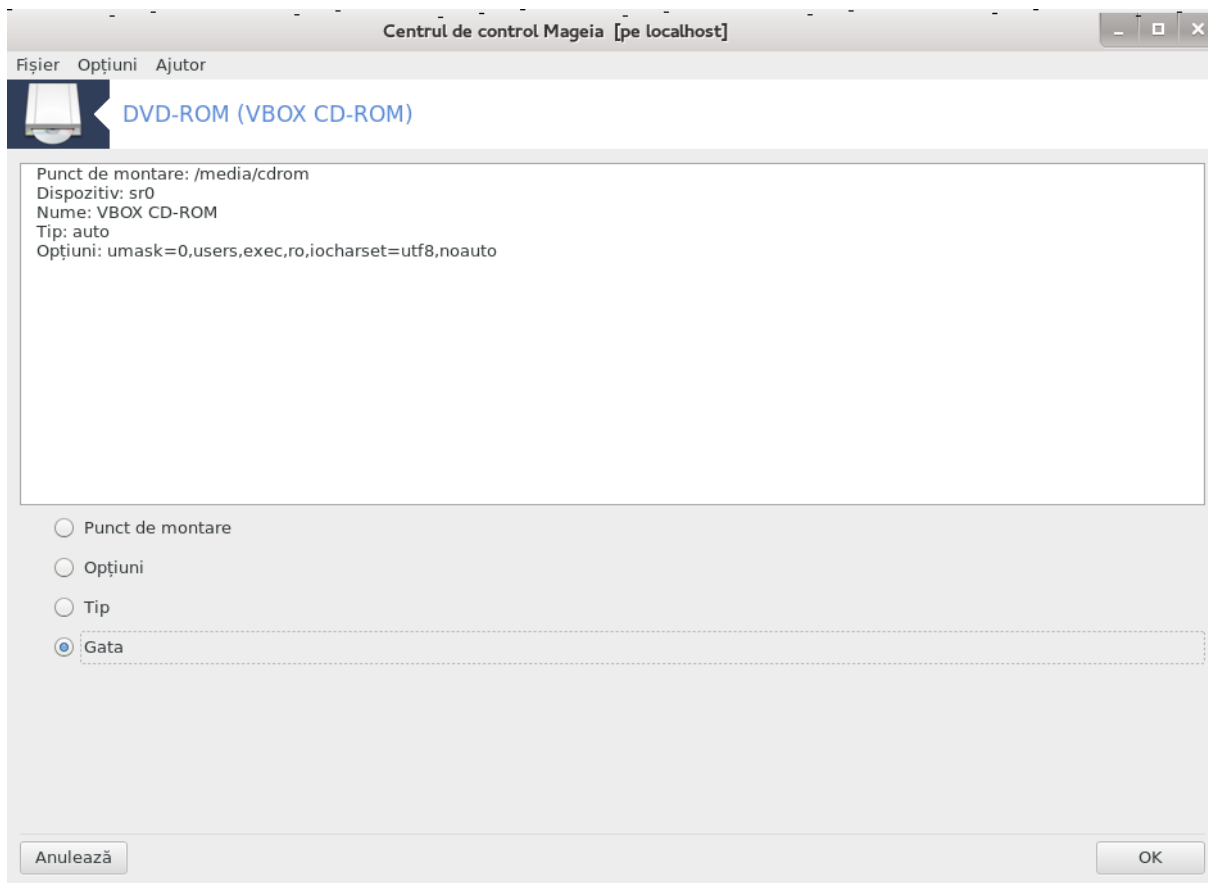 Centrul de control Mageia [pe localhost]
Fișier Opțiuni Ajutor
DVD-ROM (VBOX CD-ROM)
Punct de montare: /media/cdrom
Dispozitiv: sr0
Nume: VBOX CD-ROM
Tip: auto
Opțiuni: umask=0,users,exec,ro,iocharset=utf8,noauto
Punct de montare
Opțiuni
Tip
Gata
Anulează OK